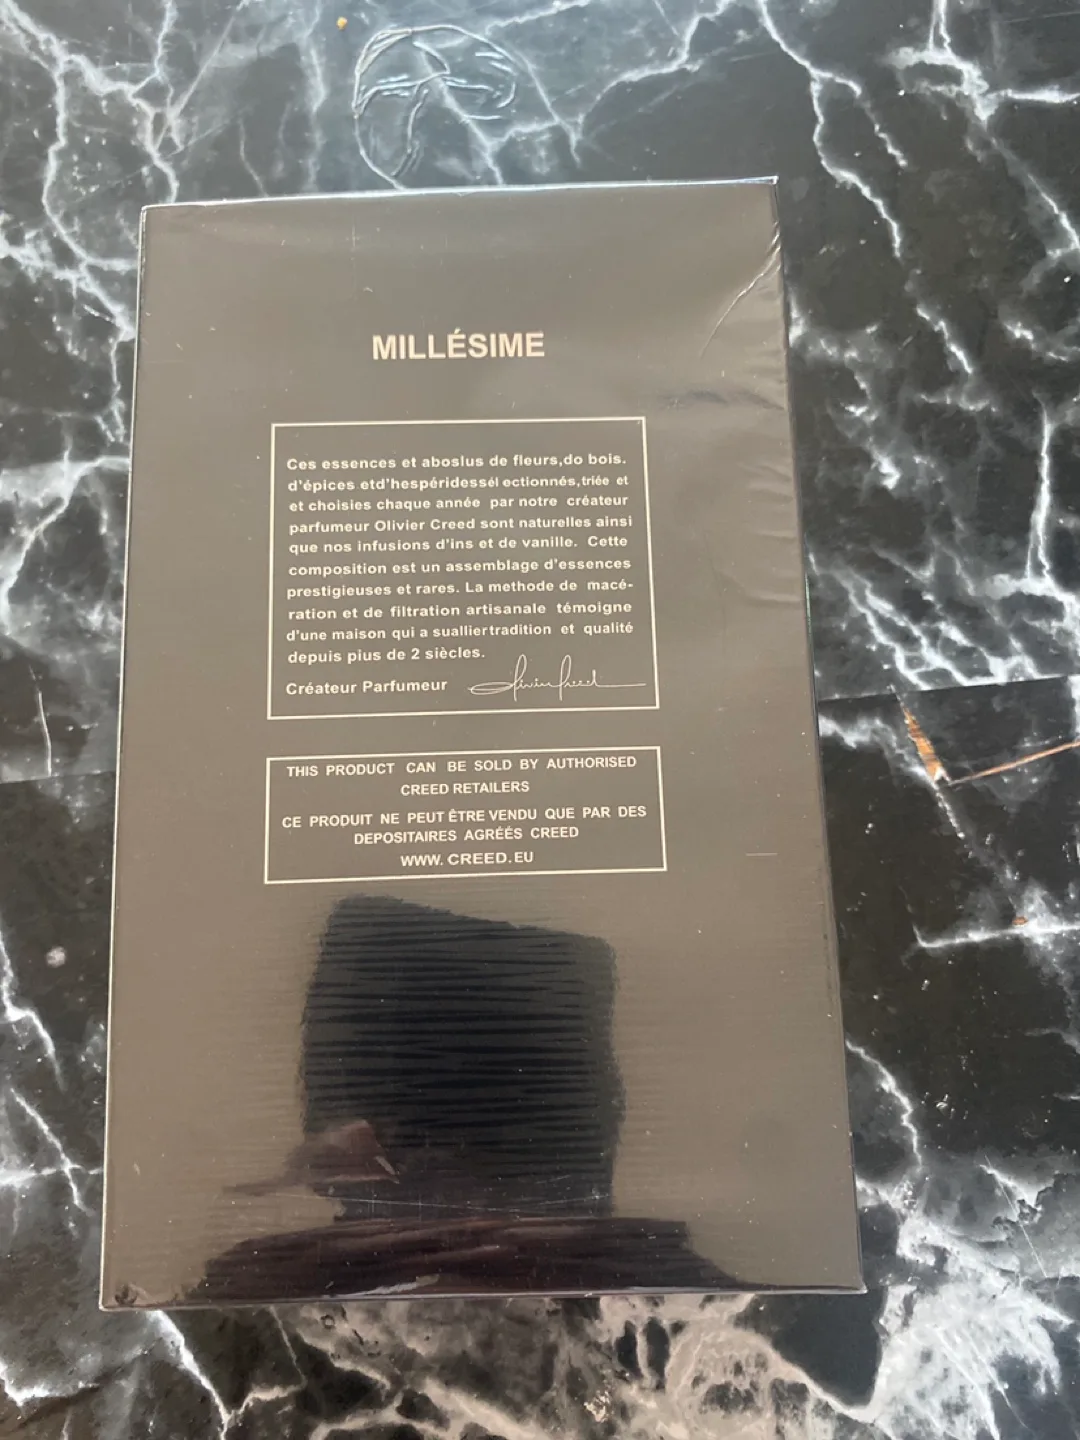 MILLÉSIME
Ces essences et aboslus de fleurs,do bois.
d'épices etd'hespéridessél ectionnés,triée et
et choisies chaque année par notre créateur
parfumeur Olivier Creed sont naturelles ainsi
que nos infusions d'ins et de vanille. Cette
composition est un assemblage d'essences
prestigieuses et rares. La methode de macé-
ration et de filtration artisanale témoigne
d'une maison qui a sualliertradition et qualité
depuis pius de 2 siècles.
Créateur Parfumeur Olivier Creed
THIS PRODUCT CAN BE SOLD BY AUTHORISED
CREED RETAILERS
CE PRODUIT NE PEUT ÊTRE VENDU QUE PAR DES
DEPOSITAIRES AGRÉÉS CREED
WWW. CREED.EU